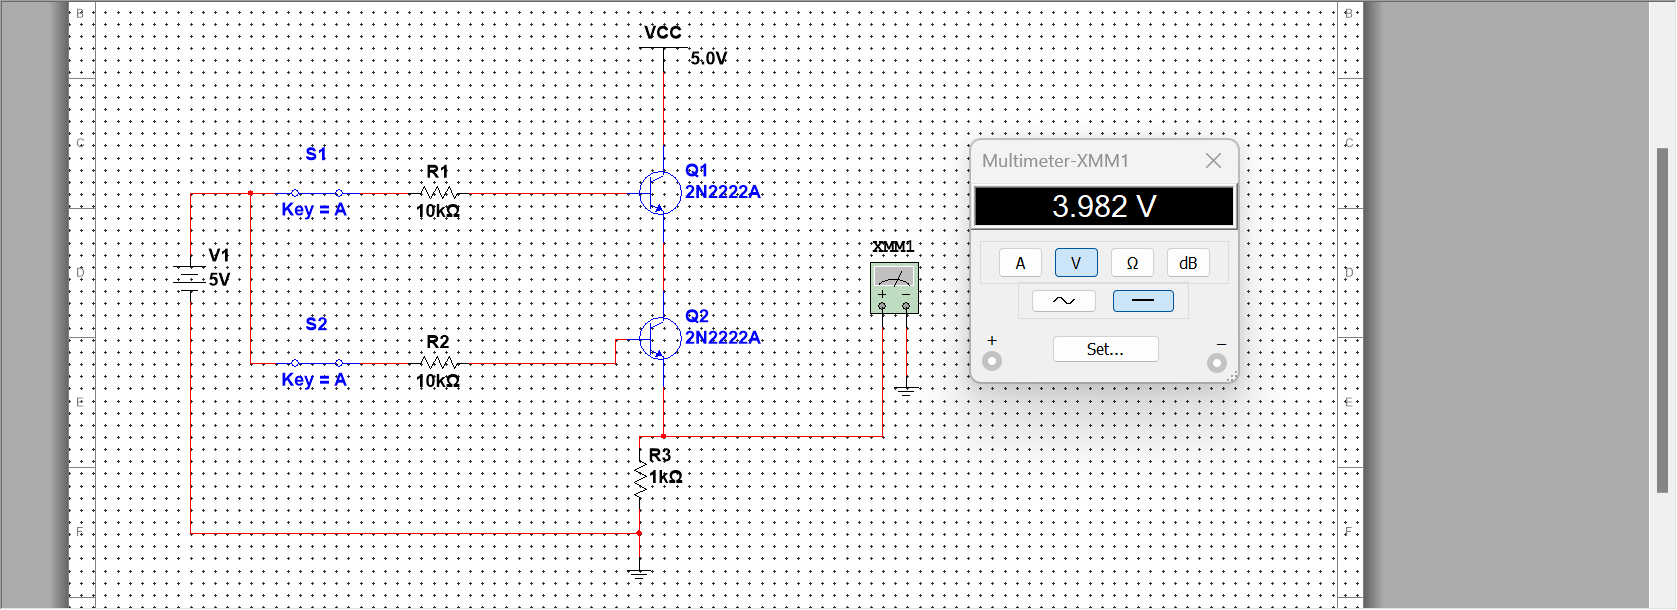 B
B
VCC
5.0V
C
C
S1
R1
Q1
2N2222A
Key = A
10kΩ
Multimeter-XMM1
3.982 V
A
V
Ω
dB
Set...
+
−
XMM1
+
−
V1
5V
D
D
S2
R2
Q2
2N2222A
Key = A
10kΩ
E
E
R3
1kΩ
F
F